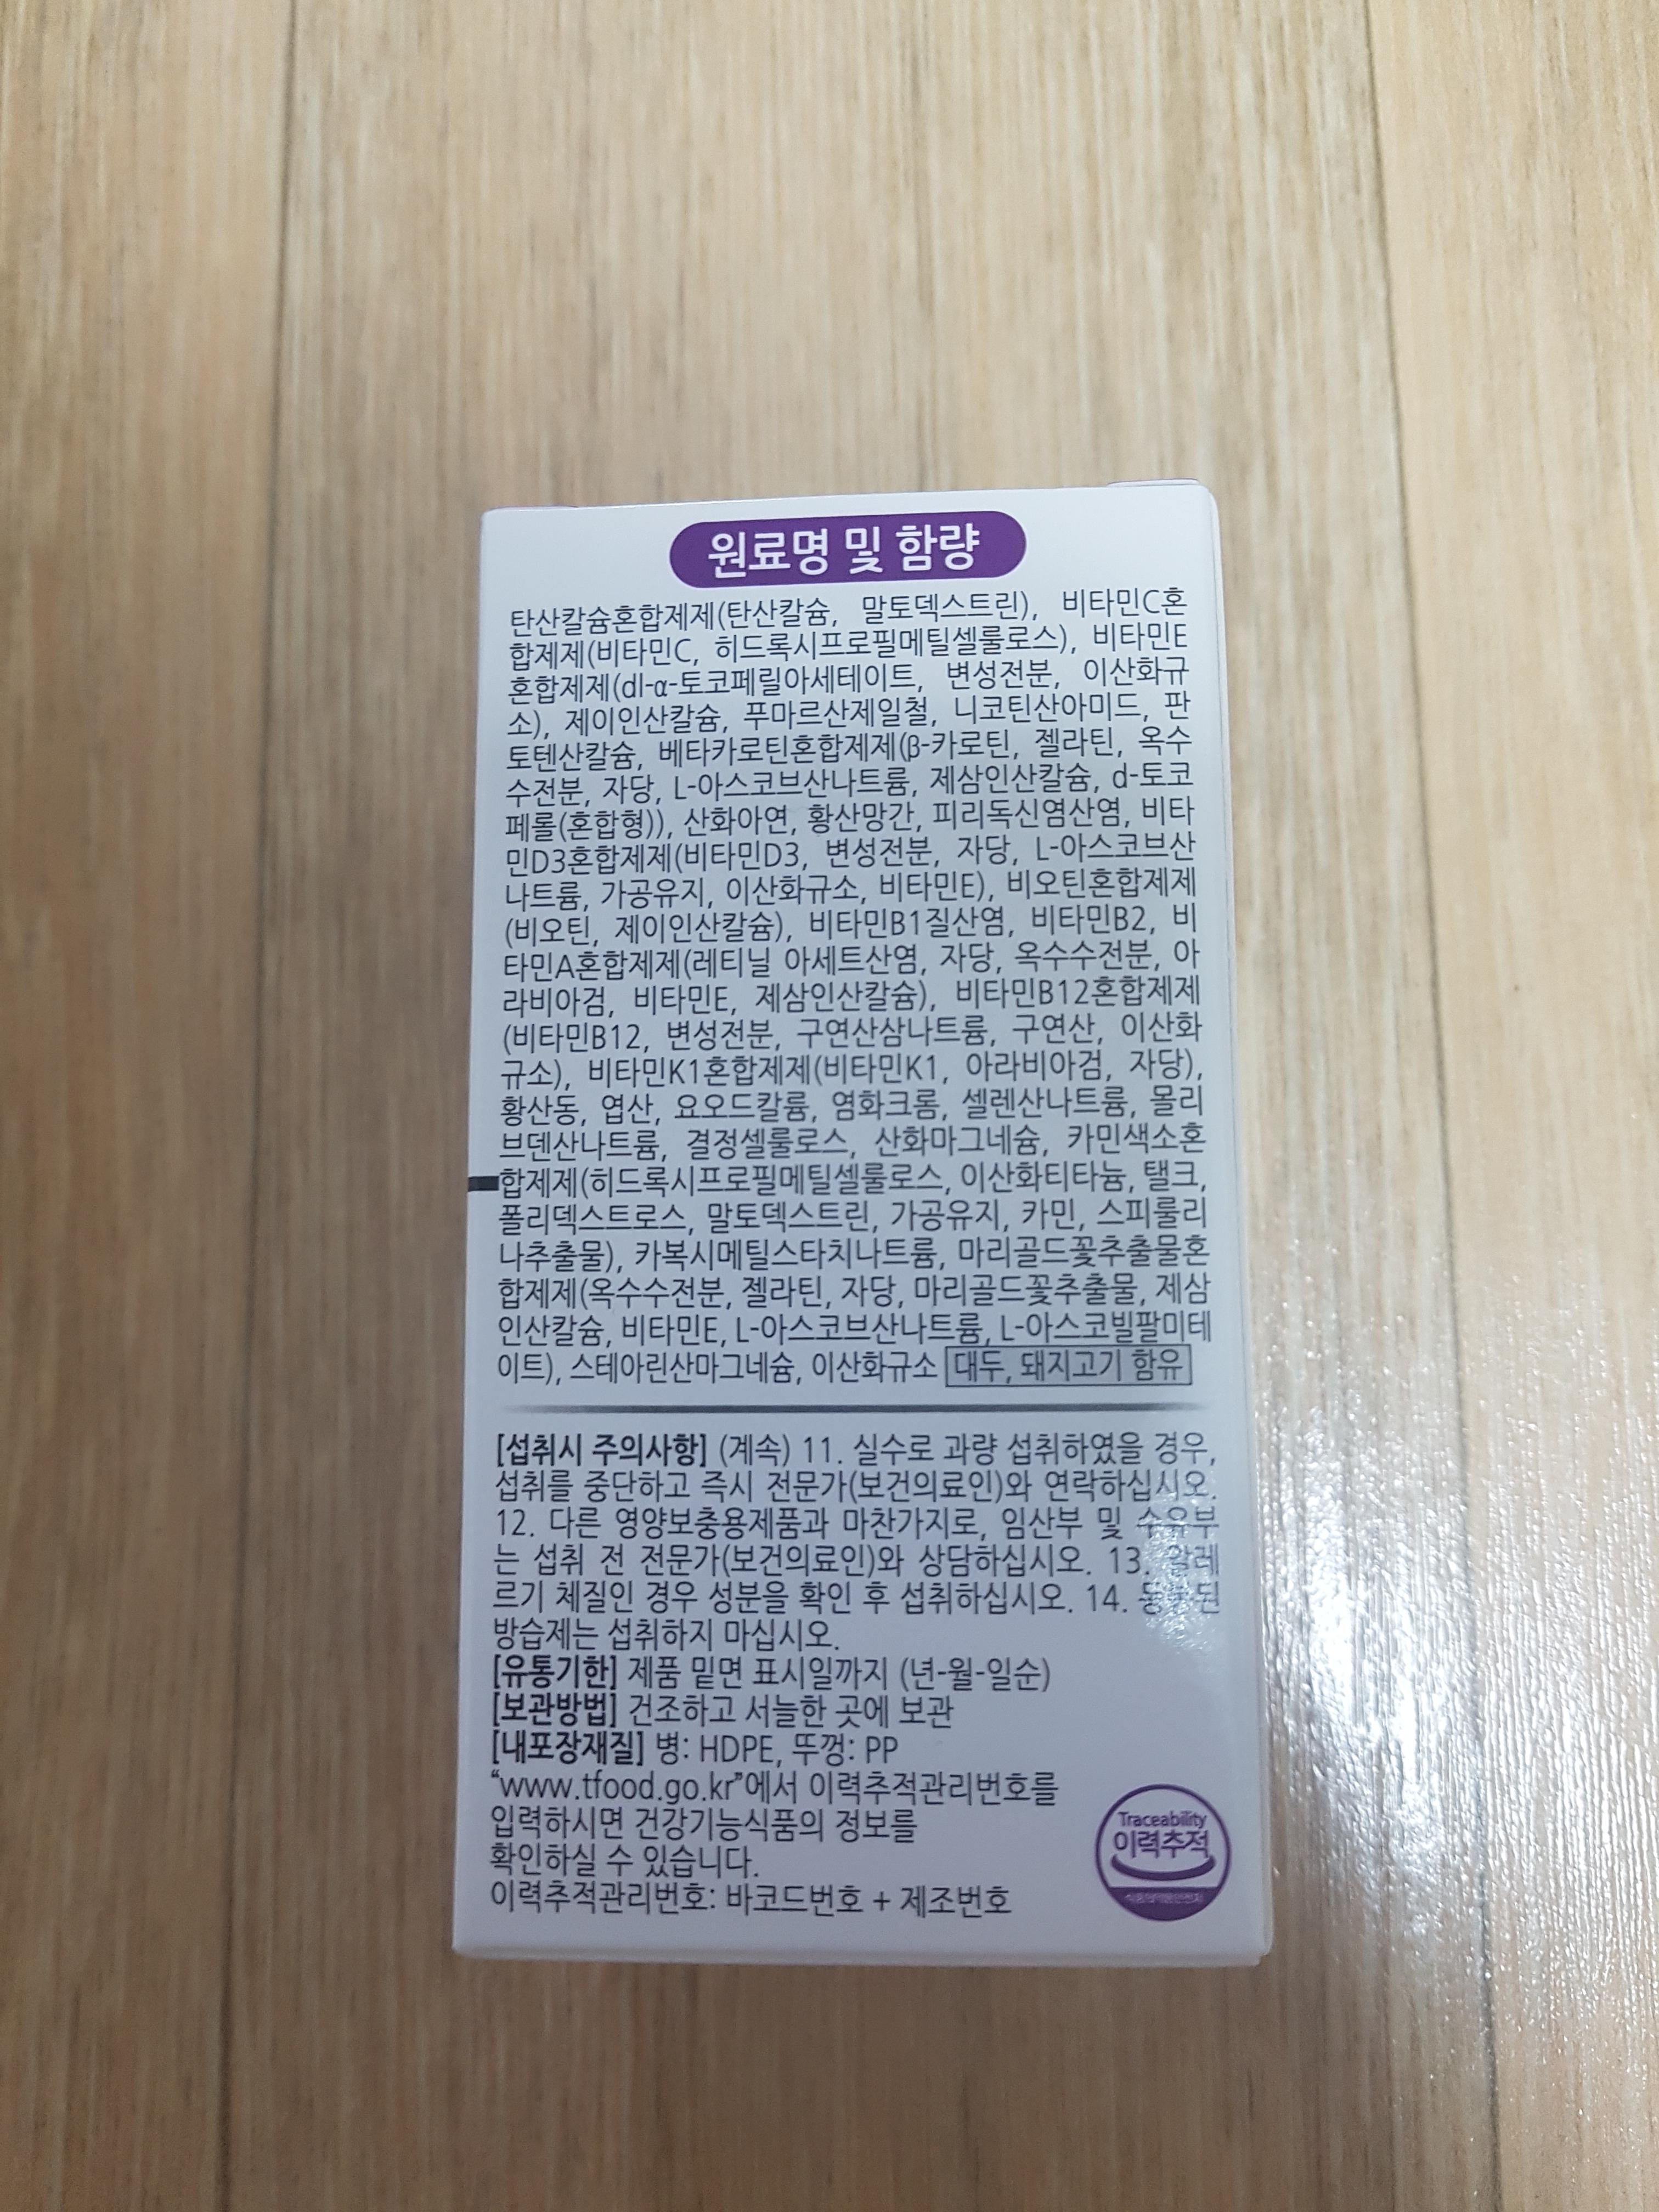 원료명 및 함량
탄산칼슘혼합제제(탄산칼슘, 말토덱스트린), 비타민C혼
합제제(비타민C, 히드록시프로필메틸셀룰로스), 비타민E
혼합제제(dl-α-토코페릴아세테이트, 변성전분, 이산화규
소), 제이인산칼슘, 푸마르산제일철, 니코틴산아미드, 판
토텐산칼슘, 베타카로틴혼합제제(β-카로틴, 젤라틴, 옥수
수전분, 자당, L-아스코브산나트륨, 제삼인산칼슘, d-토코
페롤(혼합형)), 산화아연, 황산망간, 피리독신염산염, 비타
민D3혼합제제(비타민D3, 변성전분, 자당, L-아스코브산
나트륨, 가공유지, 이산화규소, 비타민E), 비오틴혼합제제
(비오틴, 제이인산칼슘), 비타민B1질산염, 비타민B2, 비
타민A혼합제제(레티닐 아세트산염, 자당, 옥수수전분, 아
라비아검, 비타민E, 제삼인산칼슘), 비타민B12혼합제제
(비타민B12, 변성전분, 구연산삼나트륨, 구연산, 이산화
규소), 비타민K1혼합제제(비타민K1, 아라비아검, 자당),
황산동, 엽산, 요오드칼륨, 염화크롬, 셀렌산나트륨, 몰리
브덴산나트륨, 결정셀룰로스, 산화마그네슘, 카민색소혼
합제제(히드록시프로필메틸셀룰로스, 이산화티타늄, 탤크,
폴리덱스트로스, 말토덱스트린, 가공유지, 카민, 스피룰리
나추출물), 카복시메틸스타치나트륨, 마리골드꽃추출물혼
합제제(옥수수전분, 젤라틴, 자당, 마리골드꽃추출물, 제삼
인산칼슘, 비타민E, L-아스코브산나트륨, L-아스코빌팔미테
이트), 스테아린산마그네슘, 이산화규소 대두, 돼지고기 함유
[섭취시 주의사항] (계속) 11. 실수로 과량 섭취하였을 경우,
섭취를 중단하고 즉시 전문가(보건의료인)와 연락하십시오.
12. 다른 영양보충용제품과 마찬가지로, 임산부 및 수유부
는 섭취 전 전문가(보건의료인)와 상담하십시오. 13. 알레
르기 체질인 경우 성분을 확인 후 섭취하십시오. 14.
방습제는 섭취하지 마십시오.
[유통기한] 제품 밑면 표시일까지 (년-월-일순)
[보관방법] 건조하고 서늘한 곳에 보관
[내포장재질] 병: HDPE, 뚜껑: PP
“www.tfood.go.kr”에서 이력추적관리번호를
입력하시면 건강기능식품의 정보를
확인하실 수 있습니다.
이력추적관리번호: 바코드번호 + 제조번호
Traceability
이력추적